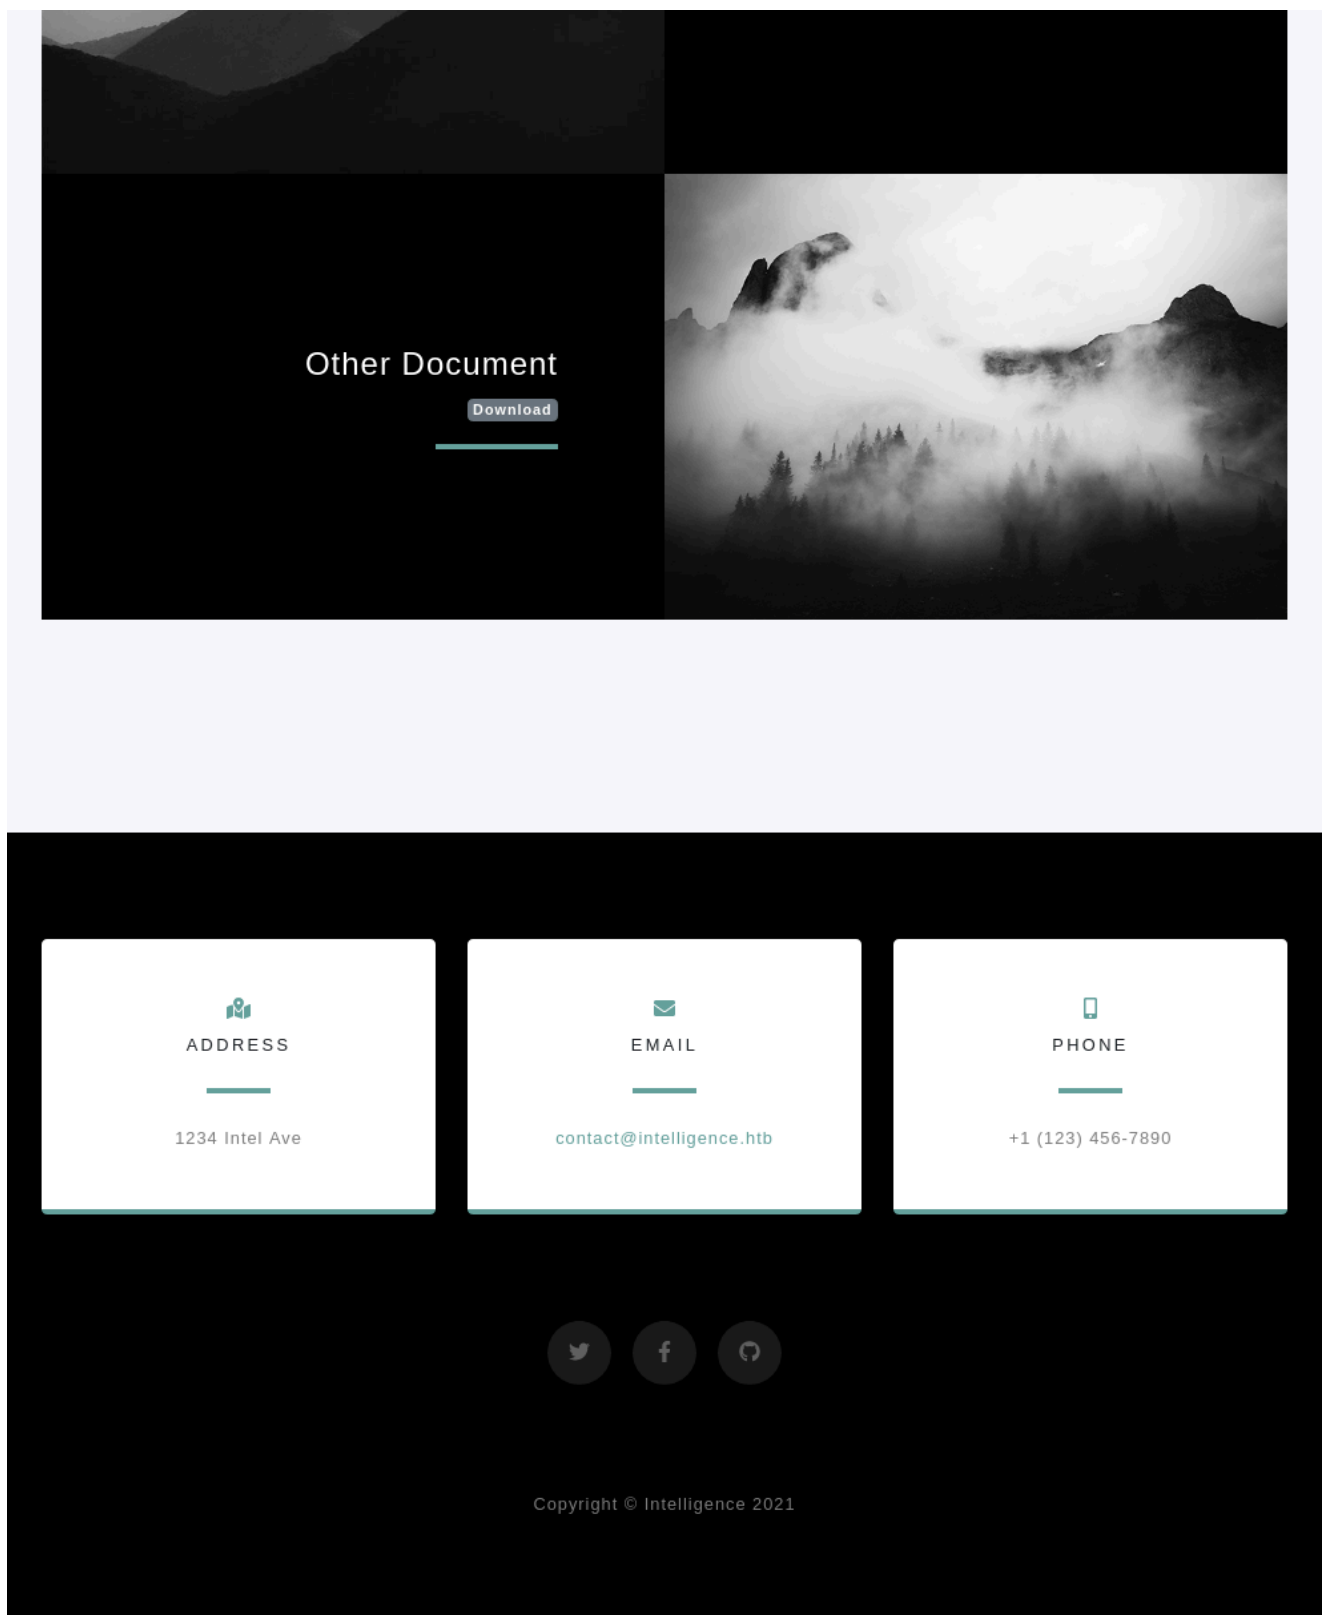 Other Document
Download
ADDRESS
1234 Intel Ave
EMAIL
contact@intelligence.htb
PHONE
+1 (123) 456-7890
Copyright © Intelligence 2021